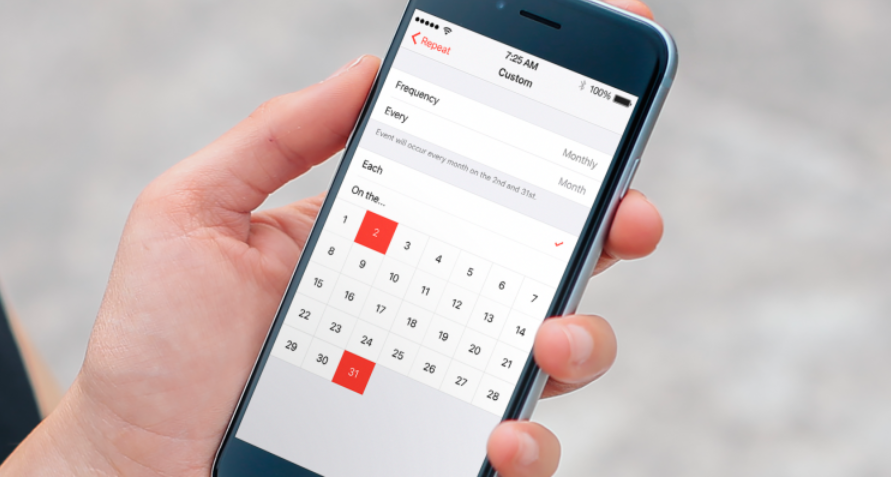 7:25 AM
100%
Repeat
Custom
Frequency
Monthly
Every
Month
Event will occur every month on the 2nd and 31st.
Each
On the...
1 2 3 4 5 6 7
8 9 10 11 12 13 14
15 16 17 18 19 20 21
22 23 24 25 26 27 28
29 30 31